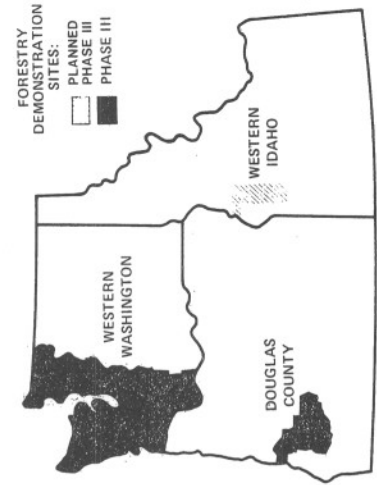 FORESTRY
DEMONSTRATION
SITES:
PLANNED
PHASE III
PHASE III
WESTERN
WASHINGTON
WESTERN
IDAHO
DOUGLAS
COUNTY